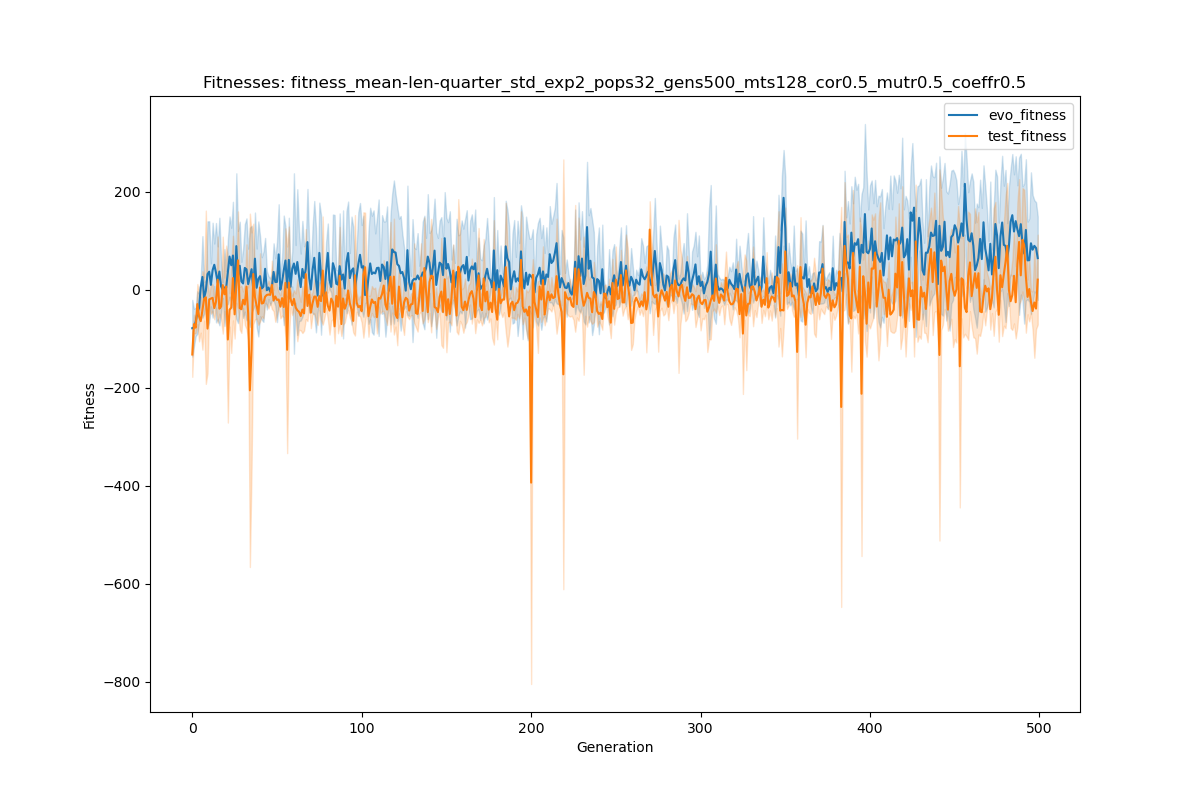 Fitnesses: fitness_mean-len-quarter_std_exp2_pops32_gens500_mts128_cor0.5_mutr0.5_coeffr0.5
evo_fitness
test_fitness
200
0
−200
−400
−600
−800
Fitness
0 100 200 300 400 500
Generation